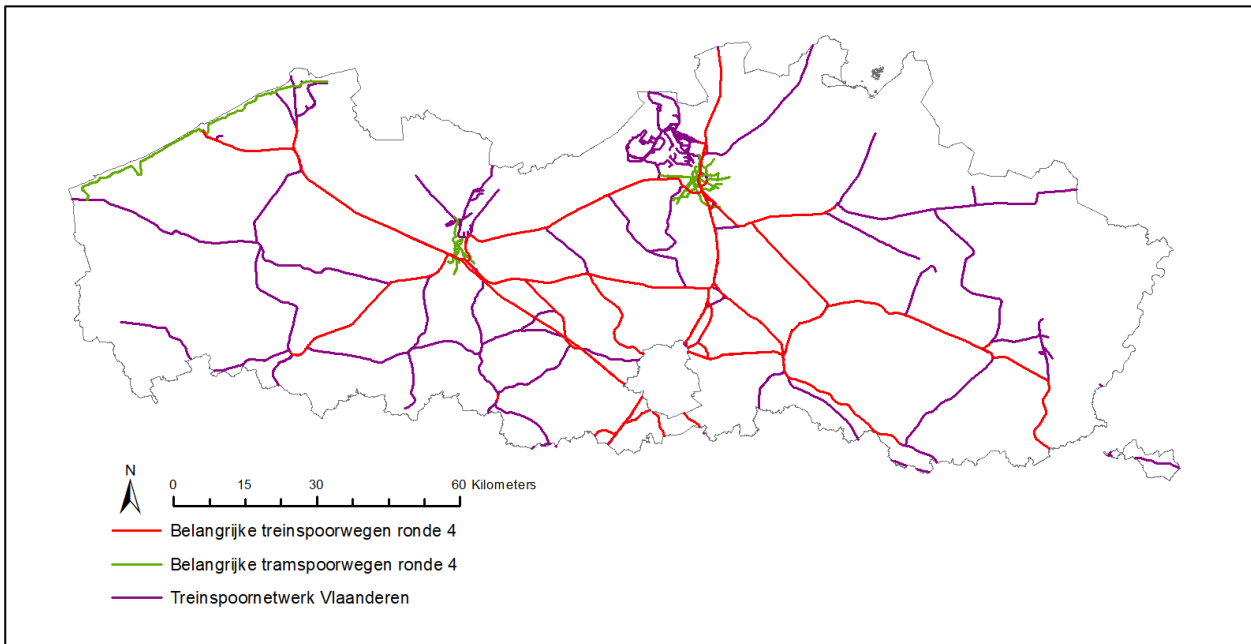 N
0 15 30 60 Kilometers
Belangrijke treinspoorwegen ronde 4
Belangrijke tramspoorwegen ronde 4
Treinspoornetwerk Vlaanderen